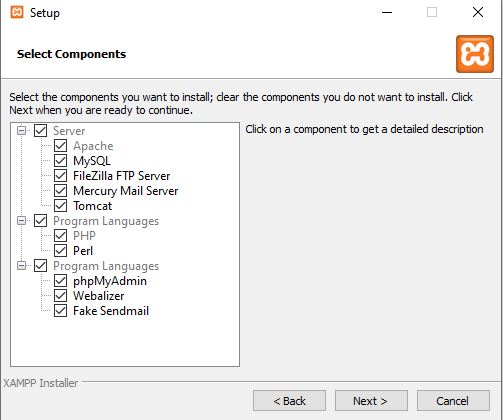 Setup
Select Components
Select the components you want to install; clear the components you do not want to install. Click
Next when you are ready to continue.
Server
Apache
MySQL
FileZilla FTP Server
Mercury Mail Server
Tomcat
Program Languages
PHP
Perl
Program Languages
phpMyAdmin
Webalizer
Fake Sendmail
Click on a component to get a detailed description
XAMPP Installer
< Back
Next >
Cancel